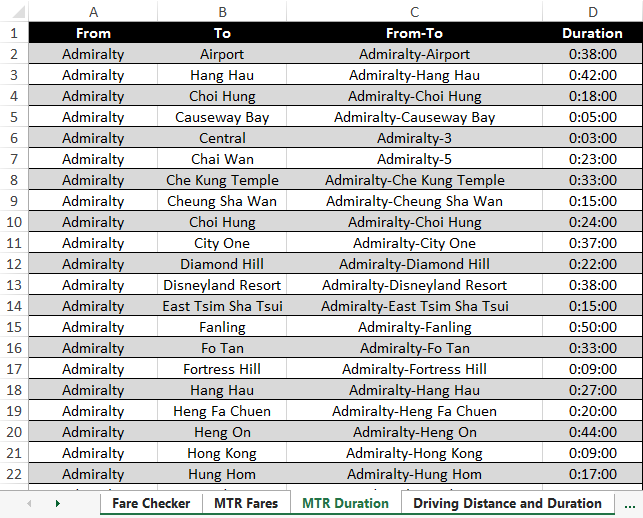 A B C D
1 From To From-To Duration
2 Admiralty Airport Admiralty-Airport 0:38:00
3 Admiralty Hang Hau Admiralty-Hang Hau 0:42:00
4 Admiralty Choi Hung Admiralty-Choi Hung 0:18:00
5 Admiralty Causeway Bay Admiralty-Causeway Bay 0:05:00
6 Admiralty Central Admiralty-3 0:03:00
7 Admiralty Chai Wan Admiralty-5 0:23:00
8 Admiralty Che Kung Temple Admiralty-Che Kung Temple 0:33:00
9 Admiralty Cheung Sha Wan Admiralty-Cheung Sha Wan 0:15:00
10 Admiralty Choi Hung Admiralty-Choi Hung 0:24:00
11 Admiralty City One Admiralty-City One 0:37:00
12 Admiralty Diamond Hill Admiralty-Diamond Hill 0:22:00
13 Admiralty Disneyland Resort Admiralty-Disneyland Resort 0:38:00
14 Admiralty East Tsim Sha Tsui Admiralty-East Tsim Sha Tsui 0:15:00
15 Admiralty Fanling Admiralty-Fanling 0:50:00
16 Admiralty Fo Tan Admiralty-Fo Tan 0:33:00
17 Admiralty Fortress Hill Admiralty-Fortress Hill 0:09:00
18 Admiralty Hang Hau Admiralty-Hang Hau 0:27:00
19 Admiralty Heng Fa Chuen Admiralty-Heng Fa Chuen 0:20:00
20 Admiralty Heng On Admiralty-Heng On 0:44:00
21 Admiralty Hong Kong Admiralty-Hong Kong 0:09:00
22 Admiralty Hung Hom Admiralty-Hung Hom 0:17:00
Fare Checker MTR Fares MTR Duration Driving Distance and Duration ...